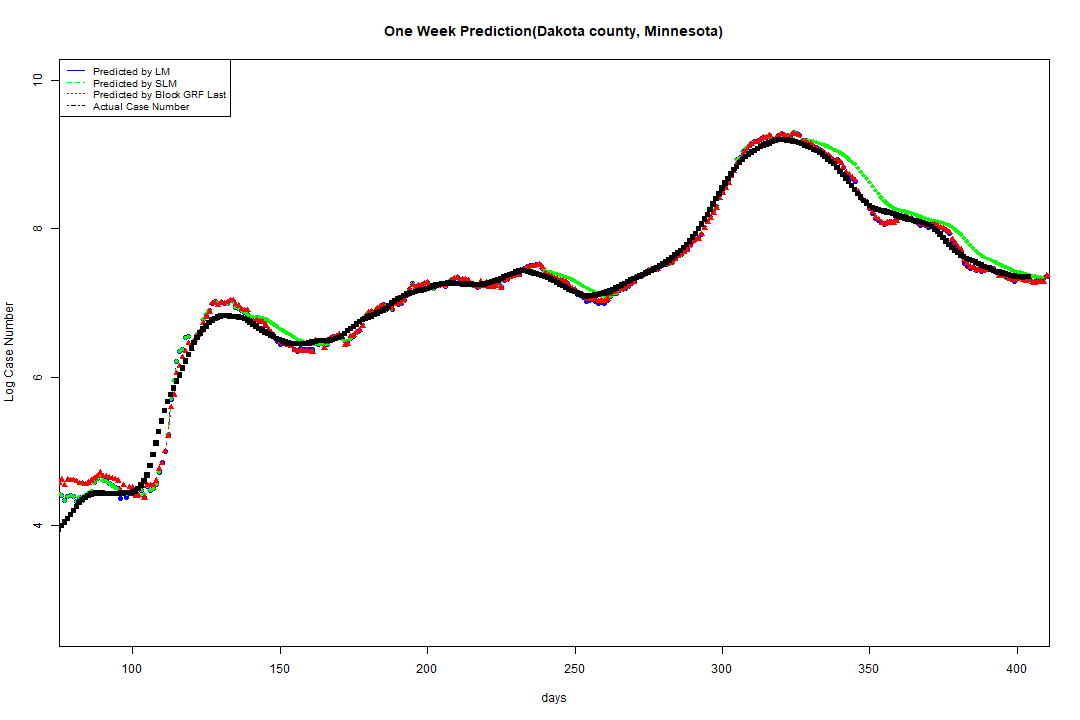 One Week Prediction(Dakota county, Minnesota)
Predicted by LM
Predicted by SLM
Predicted by Block GRF Last
Actual Case Number
10
8
6
4
Log Case Number
100 150 200 250 300 350 400
days